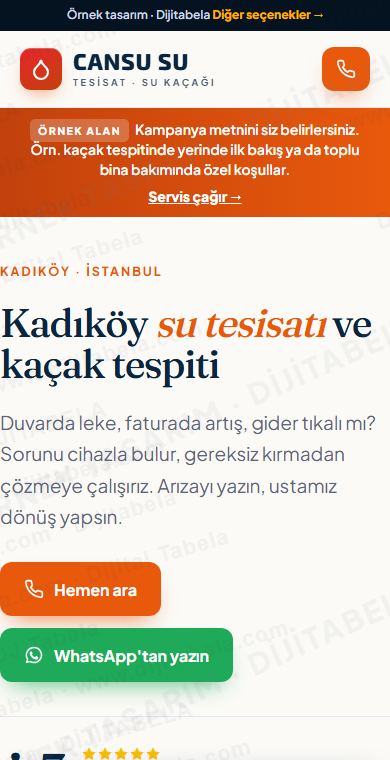 Örnek tasarım · Dijitabela Diğer seçenekler →
CANSU SU
TESİSAT · SU KAÇAĞI
ÖRNEK ALAN Kampanya metnini siz belirlersiniz.
Örn. kaçak tespitinde yerinde ilk bakış ya da toplu
bina bakımında özel koşullar.
Servis çağır →
KADIKÖY · İSTANBUL
Kadıköy su tesisatı ve
kaçak tespiti
Duvarda leke, faturada artış, gider tıkalı mı?
Sorunu cihazla bulur, gereksiz kırmadan
çözmeye çalışırız. Arızayı yazın, ustamız
dönüş yapsın.
Hemen ara
WhatsApp'tan yazın